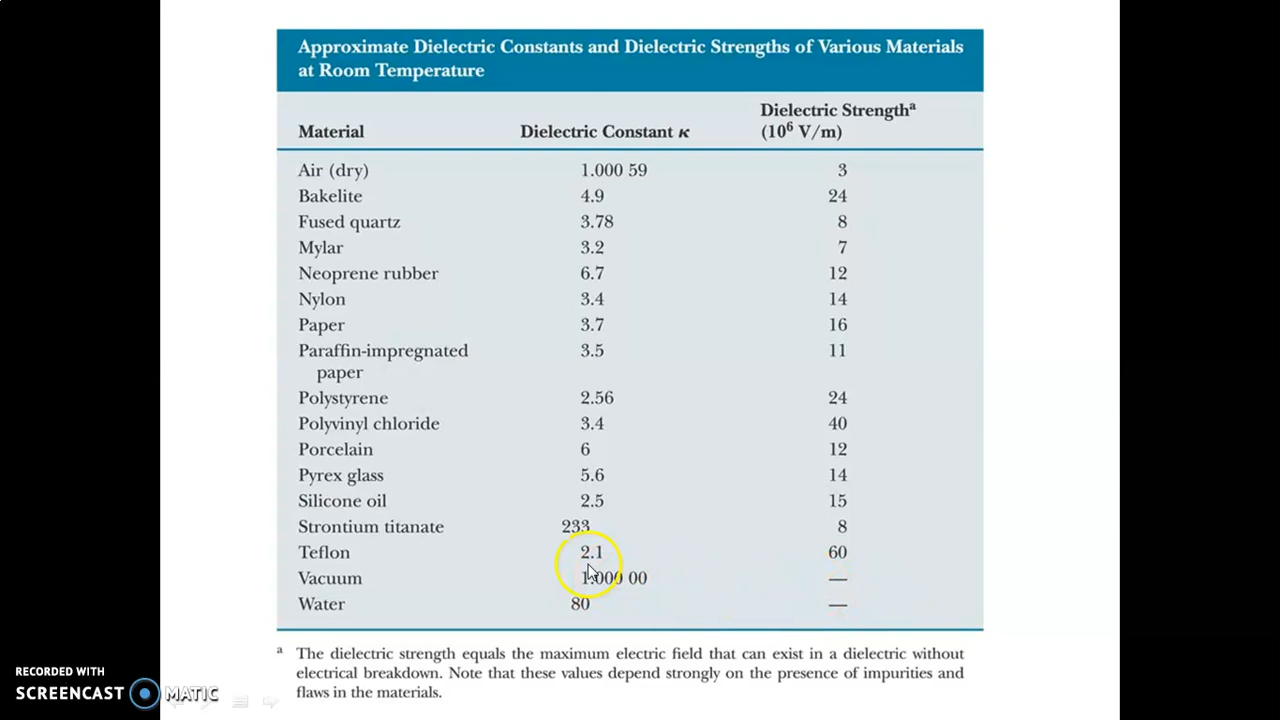 Approximate Dielectric Constants and Dielectric Strengths of Various Materials
at Room Temperature
Material Dielectric Constant κ Dielectric Strengthᵃ (10⁶ V/m)
Air (dry) 1.000 59 3
Bakelite 4.9 24
Fused quartz 3.78 8
Mylar 3.2 7
Neoprene rubber 6.7 12
Nylon 3.4 14
Paper 3.7 16
Paraffin-impregnated 3.5 11
paper
Polystyrene 2.56 24
Polyvinyl chloride 3.4 40
Porcelain 6 12
Pyrex glass 5.6 14
Silicone oil 2.5 15
Strontium titanate 233 8
Teflon 2.1 60
Vacuum 1.000 00 —
Water 80 —
ᵃ The dielectric strength equals the maximum electric field that can exist in a dielectric without
electrical breakdown. Note that these values depend strongly on the presence of impurities and
flaws in the materials.
RECORDED WITH
SCREENCAST MATIC